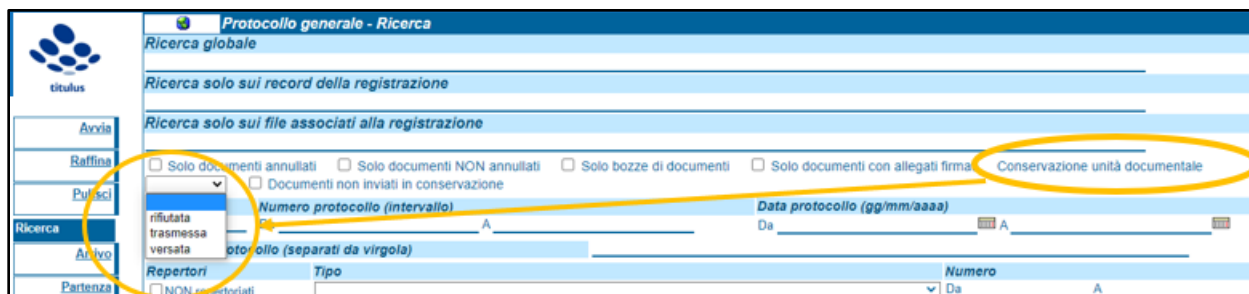 Protocollo generale - Ricerca
Ricerca globale
titulus
Ricerca solo sui record della registrazione
Avvia
Ricerca solo sui file associati alla registrazione
Raffina
Solo documenti annullati Solo documenti NON annullati Solo bozze di documenti Solo documenti con allegati firma Conservazione unità documentale
Pulisci
Documenti non inviati in conservazione
rifiutata
trasmessa
versata
Numero protocollo (intervallo) Data protocollo (gg/mm/aaaa)
Ricerca
A Da A
Arrivo
(separati da virgola)
Repertori Tipo Numero
Partenza
NON repertoriati Da A